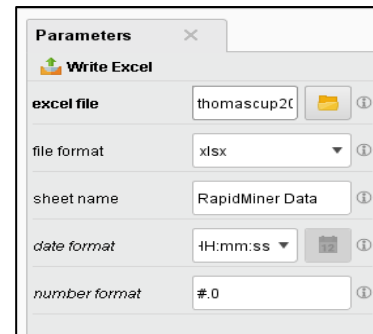 Parameters
Write Excel
excel file thomascup20
file format xlsx
sheet name RapidMiner Data
date format HH:mm:ss
number format #.0